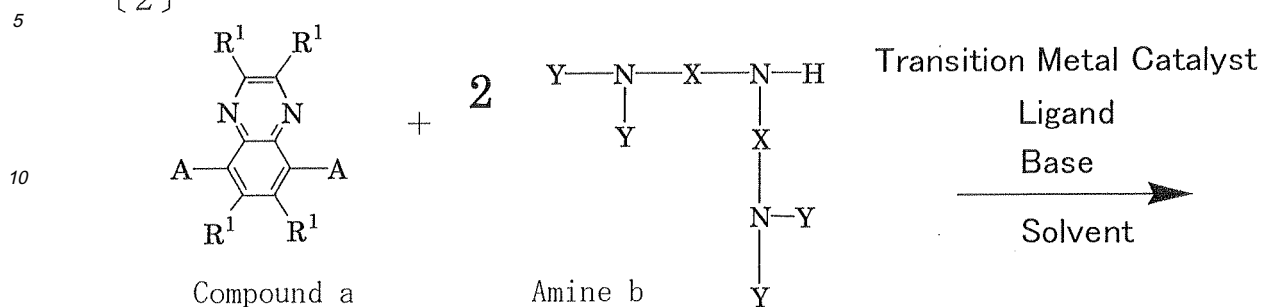 5
〔2〕
R¹ R¹
N N
A A
R¹ R¹
Compound a
+
2
Y N X N H
Y X
N Y
Y
Amine b
Transition Metal Catalyst
Ligand
Base
Solvent
10